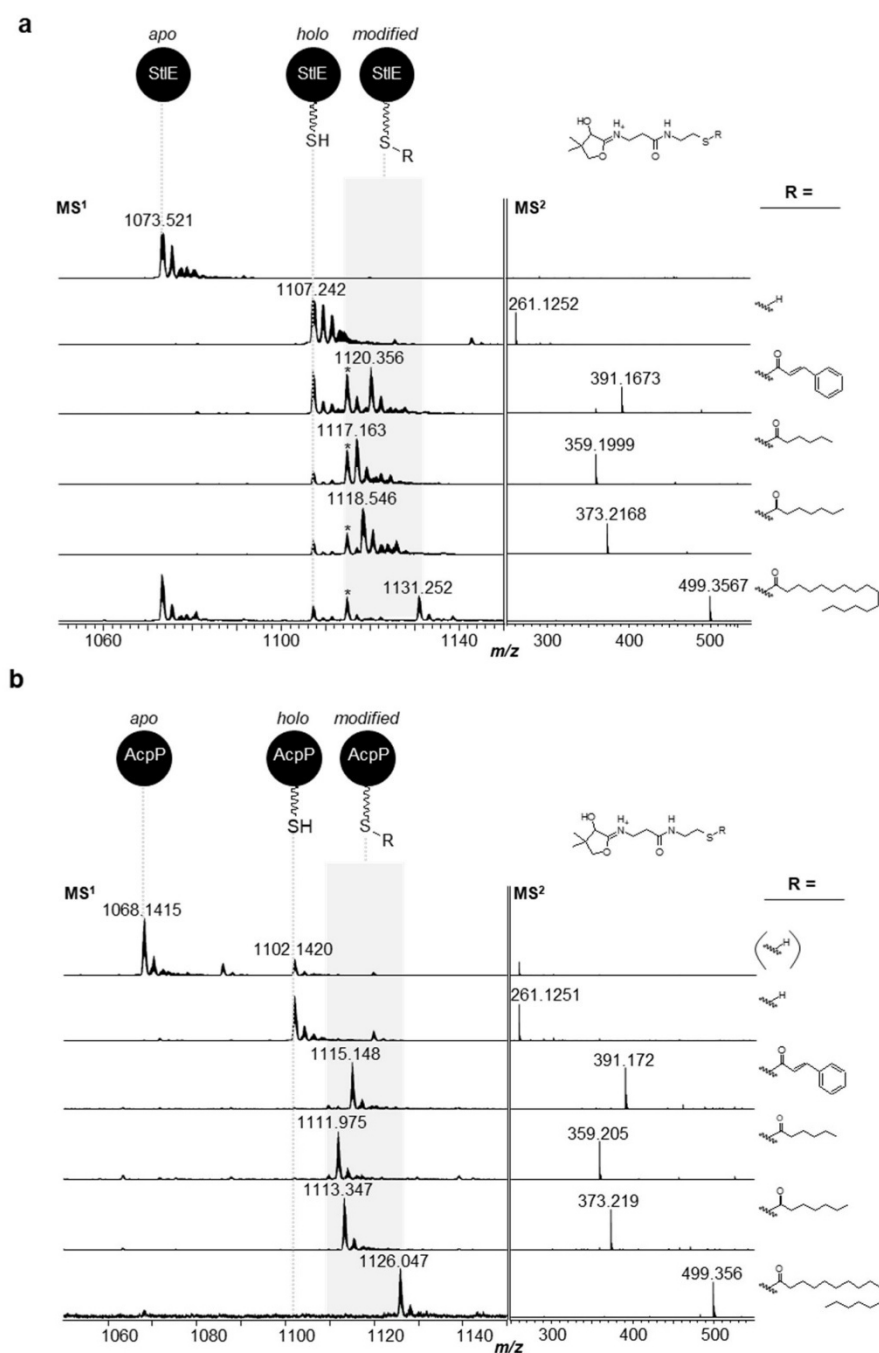 a
apo holo modified
StlE StlE StlE
SH S R
HO H+ N O O H N S R
MS1 MS2 R =
1073.521
1107.242 261.1252 H
1120.356 391.1673 O
*
1117.163 359.1999 O
*
1118.546 373.2168 O
*
1131.252 499.3567 O
*
1060 1100 1140 300 400 500
m/z
b
apo holo modified
AcpP AcpP AcpP
SH S R
HO H+ N O O H N S R
MS1 MS2 R =
1068.1415 1102.1420 H
261.1251 H
1115.148 391.172 O
1111.975 359.205 O
1113.347 373.219 O
1126.047 499.356 O
1060 1080 1100 1120 1140 300 400 500
m/z